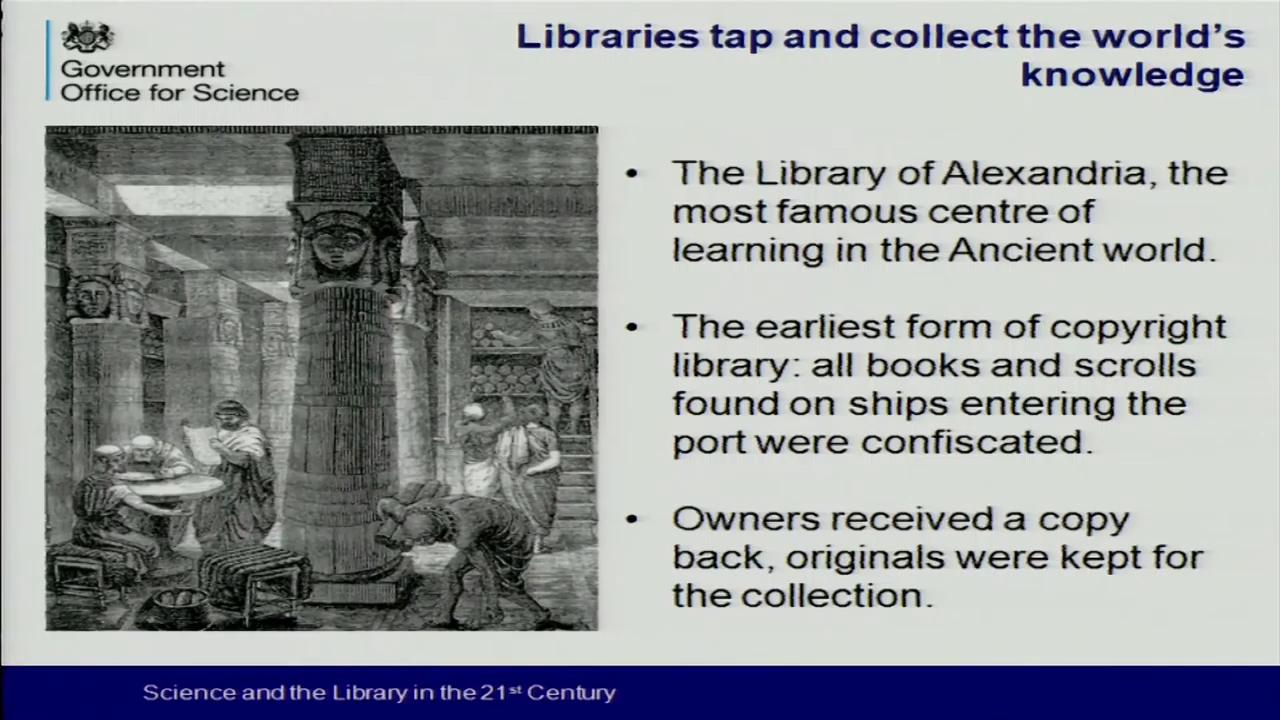 Government
Office for Science
Libraries tap and collect the world's
knowledge
• The Library of Alexandria, the
most famous centre of
learning in the Ancient world.
• The earliest form of copyright
library: all books and scrolls
found on ships entering the
port were confiscated.
• Owners received a copy
back, originals were kept for
the collection.
Science and the Library in the 21st Century